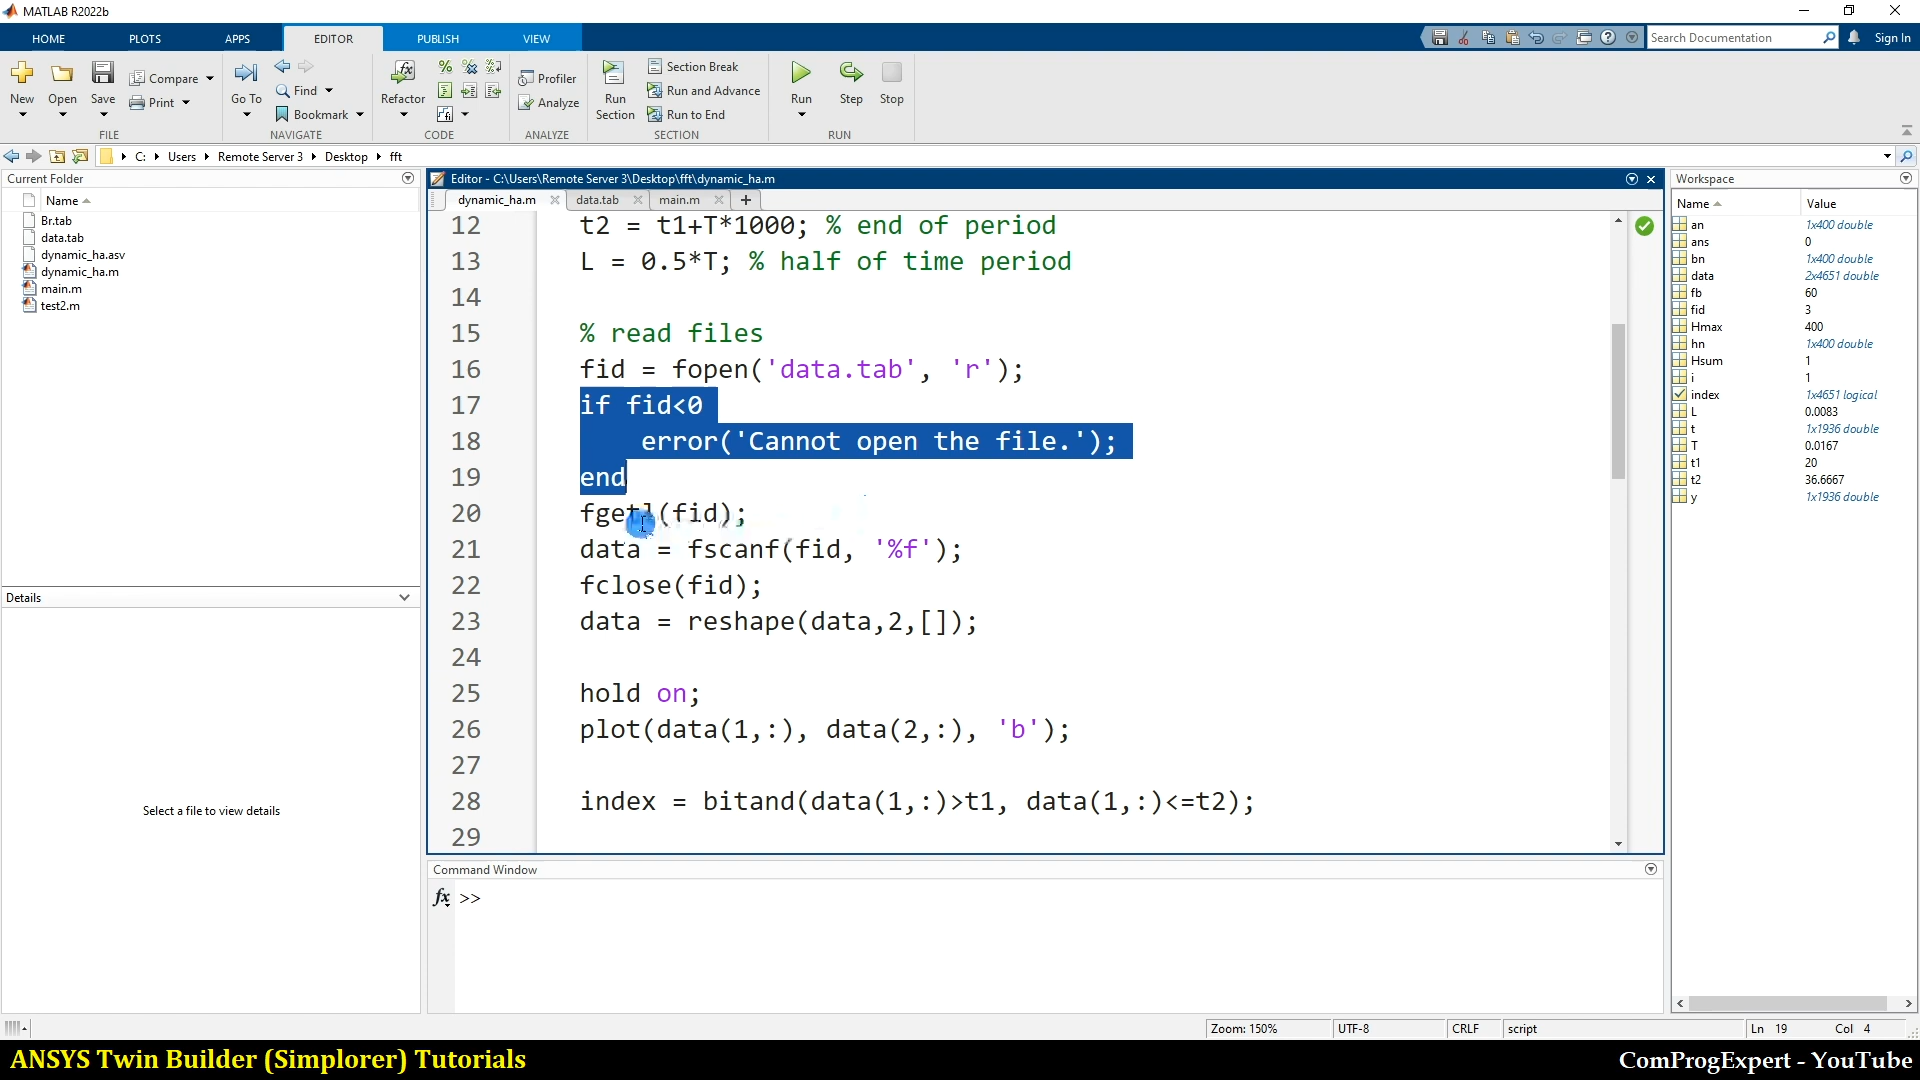 MATLAB R2022b
HOME PLOTS APPS EDITOR PUBLISH VIEW
Search Documentation
Sign In
New Open Save Compare Print
Go To Find Bookmark
Refactor
Profiler Analyze
Run Section
Section Break
Run and Advance
Run to End
Run Step Stop
FILE NAVIGATE CODE ANALYZE SECTION RUN
C: Users Remote Server 3 Desktop fft
Current Folder
Name
Br.tab
data.tab
dynamic_ha.asv
dynamic_ha.m
main.m
test2.m
Details
Select a file to view details
Editor - C:\Users\Remote Server 3\Desktop\fft\dynamic_ha.m
dynamic_ha.m data.tab main.m
12 t2 = t1+T*1000; % end of period
13 L = 0.5*T; % half of time period
14
15 % read files
16 fid = fopen('data.tab', 'r');
17 if fid<0
18 error('Cannot open the file.');
19 end
20 fgetl(fid);
21 data = fscanf(fid, '%f');
22 fclose(fid);
23 data = reshape(data,2,[]);
24
25 hold on;
26 plot(data(1,:), data(2,:), 'b');
27
28 index = bitand(data(1,:)>t1, data(1,:)<=t2);
29
Command Window
fx >>
Workspace
Name Value
an 1x400 double
ans 0
bn 1x400 double
data 2x4651 double
fb 60
fid 3
Hmax 400
hn 1x400 double
Hsum 1
i 1
index 1x4651 logical
L 0.0083
t 1x1936 double
T 0.0167
t1 20
t2 36.6667
y 1x1936 double
Zoom: 150% UTF-8 CRLF script Ln 19 Col 4
ANSYS Twin Builder (Simplorer) Tutorials
ComProgExpert - YouTube